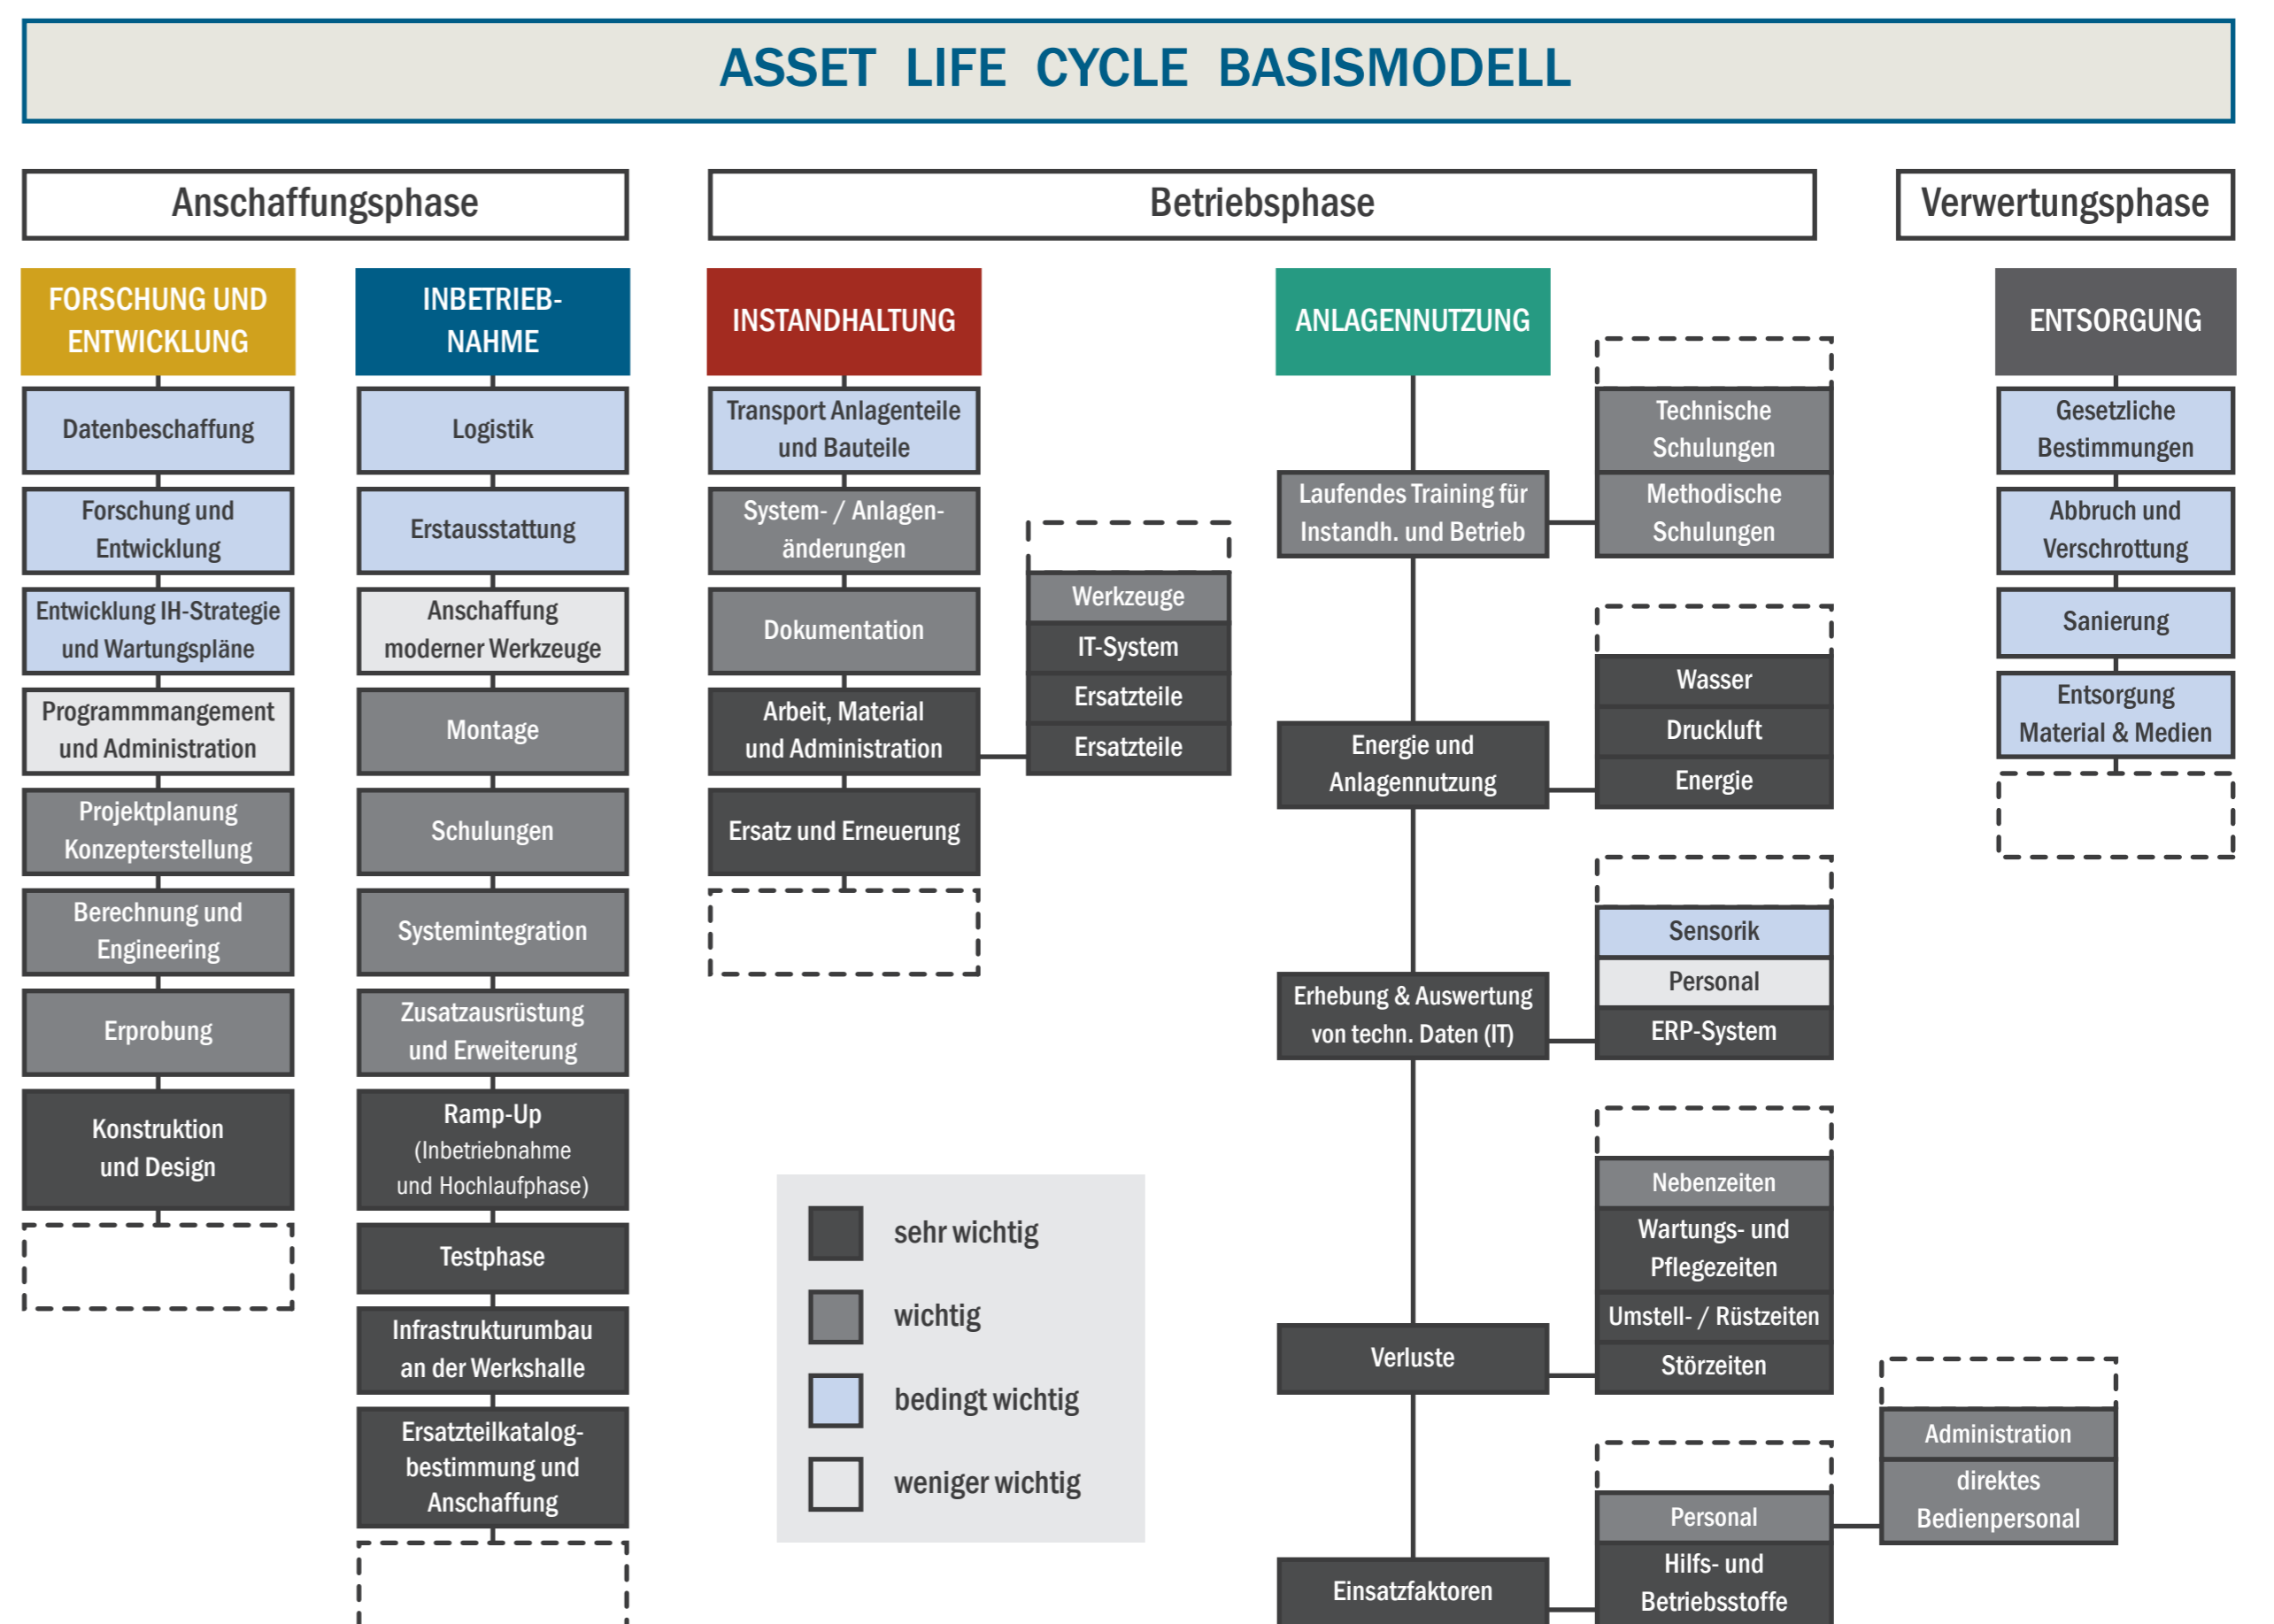 ASSET LIFE CYCLE BASISMODELL
Anschaffungsphase
Betriebsphase
Verwertungsphase
FORSCHUNG UND
ENTWICKLUNG
Datenbeschaffung
Forschung und
Entwicklung
Entwicklung IH-Strategie
und Wartungspläne
Programmmangement
und Administration
Projektplanung
Konzepterstellung
Berechnung und
Engineering
Erprobung
Konstruktion
und Design
INBETRIEB-
NAHME
Logistik
Erstausstattung
Anschaffung
moderner Werkzeuge
Montage
Schulungen
Systemintegration
Zusatzausrüstung
und Erweiterung
Ramp-Up
(Inbetriebnahme
und Hochlaufphase)
Testphase
Infrastrukturumbau
an der Werkshalle
Ersatzteilkatalog-
bestimmung und
Anschaffung
INSTANDHALTUNG
Transport Anlagenteile
und Bauteile
System- / Anlagen-
änderungen
Dokumentation
Arbeit, Material
und Administration
Ersatz und Erneuerung
Werkzeuge
IT-System
Ersatzteile
Ersatzteile
sehr wichtig
wichtig
bedingt wichtig
weniger wichtig
ANLAGENNUTZUNG
Laufendes Training für
Instandh. und Betrieb
Technische
Schulungen
Methodische
Schulungen
Energie und
Anlagennutzung
Wasser
Druckluft
Energie
Erhebung & Auswertung
von techn. Daten (IT)
Sensorik
Personal
ERP-System
Verluste
Nebenzeiten
Wartungs- und
Pflegezeiten
Umstell- / Rüstzeiten
Störzeiten
Einsatzfaktoren
Personal
Hilfs- und
Betriebsstoffe
Administration
direktes
Bedienpersonal
ENTSORGUNG
Gesetzliche
Bestimmungen
Abbruch und
Verschrottung
Sanierung
Entsorgung
Material & Medien